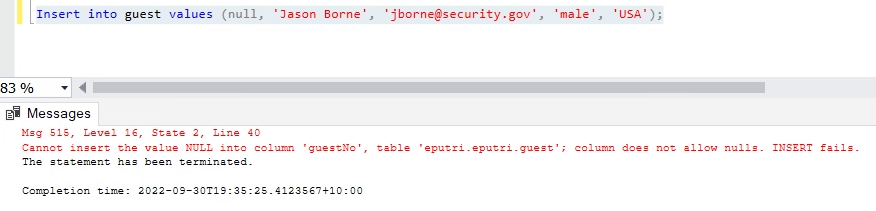 Insert into guest values (null, 'Jason Borne', 'jborne@security.gov', 'male', 'USA');
83 %
Messages
Msg 515, Level 16, State 2, Line 40
Cannot insert the value NULL into column 'guestNo', table 'eputri.eputri.guest'; column does not allow nulls. INSERT fails.
The statement has been terminated.
Completion time: 2022-09-30T19:35:25.4123567+10:00